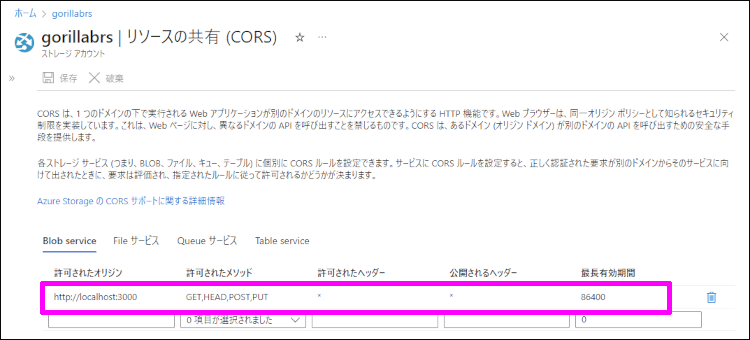 ホーム > gorillabrs
gorillabrs | リソースの共有 (CORS) ☆ …
ストレージ アカウント
» 保存 破棄
CORS は、1 つのドメインの下で実行される Web アプリケーションが別のドメインのリソースにアクセスできるようにする HTTP 機能です。Web ブラウザーは、同一オリジン ポリシーとして知られるセキュリティ
制限を実装しています。これは、Web ページに対し、異なるドメインの API を呼び出すことを禁じるものです。CORS は、あるドメイン (オリジン ドメイン) が別のドメインの API を呼び出すための安全な手
段を提供します。
各ストレージ サービス (つまり、BLOB、ファイル、キュー、テーブル) に個別に CORS ルールを設定できます。サービスに CORS ルールを設定すると、正しく認証された要求が別のドメインからそのサービスに向
けて出されたときに、要求は評価され、指定されたルールに従って許可されるかどうかが決まります。
Azure Storage の CORS サポートに関する詳細情報
Blob service File サービス Queue サービス Table service
許可されたオリジン 許可されたメソッド 許可されたヘッダー 公開されるヘッダー 最長有効期間
http://localhost:3000 GET,HEAD,POST,PUT * * 86400
0 項目が選択されました 0